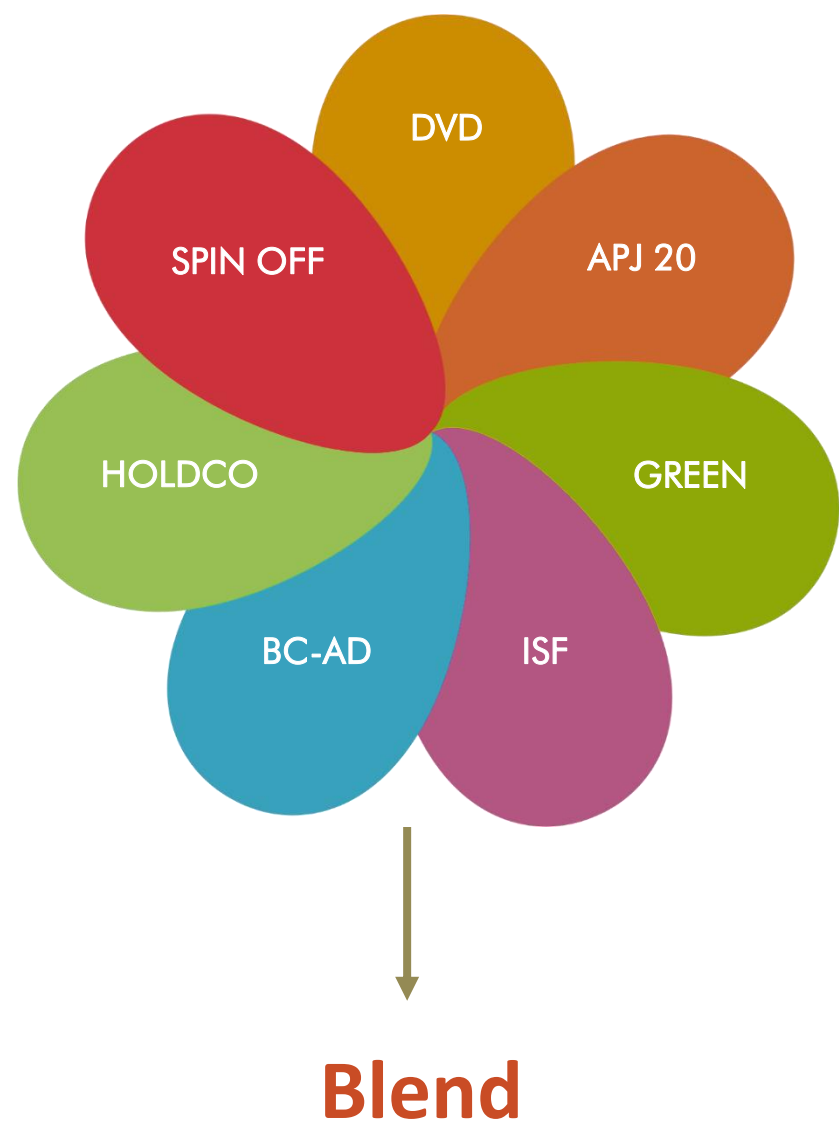 DVD
SPIN OFF
APJ 20
HOLDCO
GREEN
BC-AD
ISF
Blend